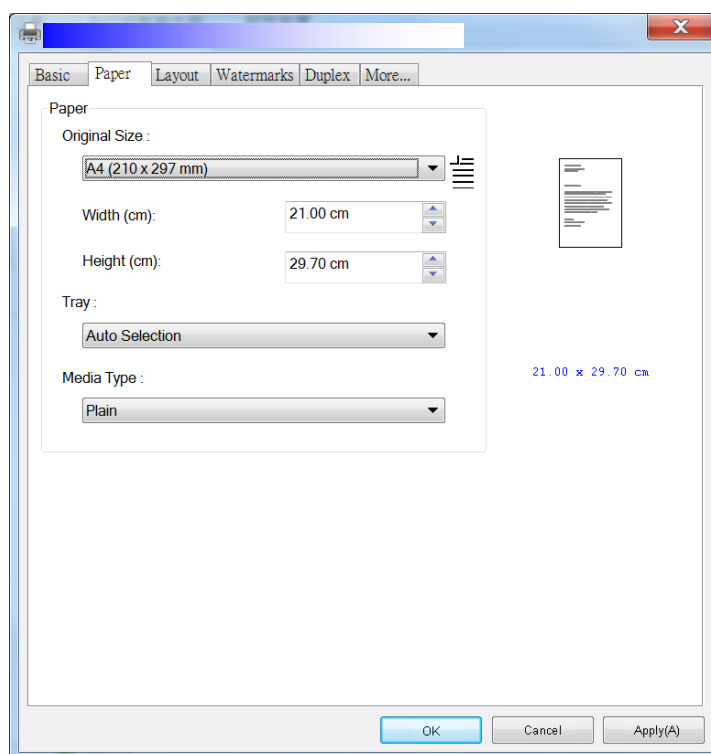 Basic Paper Layout Watermarks Duplex More...
Paper
Original Size :
A4 (210 x 297 mm)
Width (cm): 21.00 cm
Height (cm): 29.70 cm
Tray :
Auto Selection
Media Type :
Plain
21.00 x 29.70 cm
OK Cancel Apply(A)